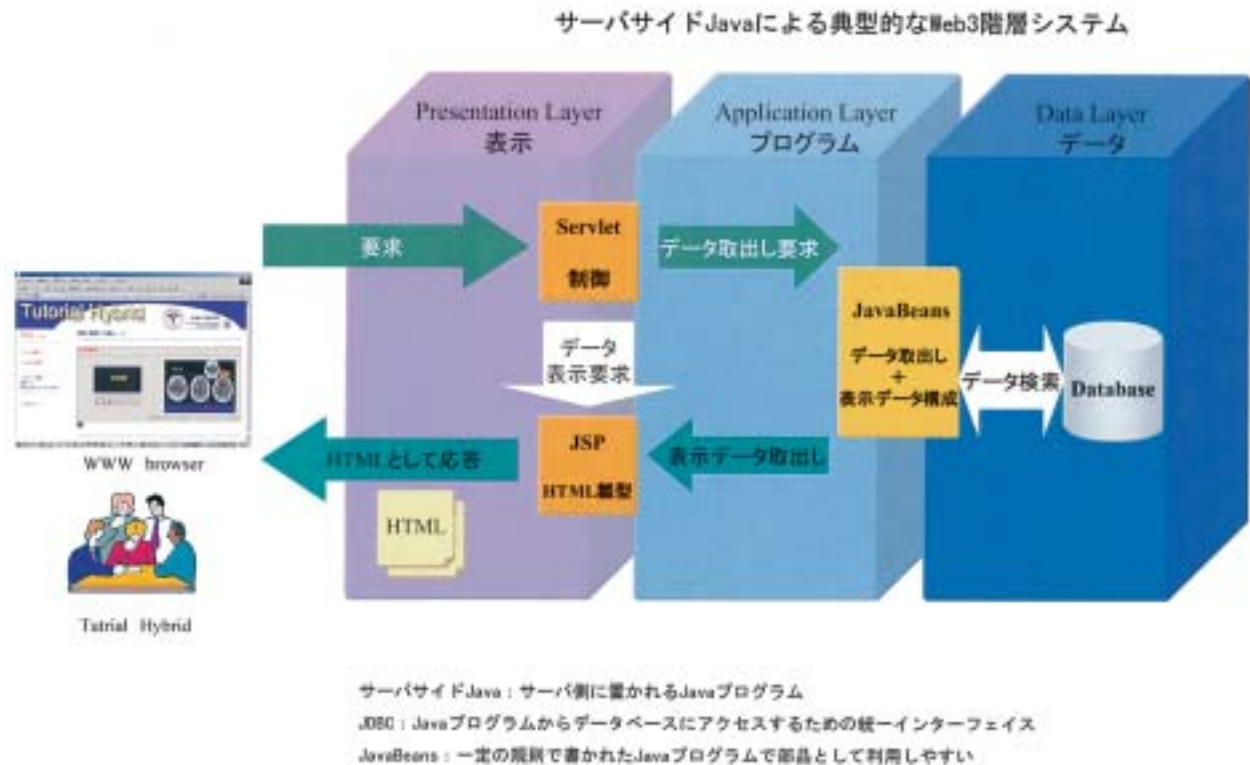 サーバサイドJavaによる典型的なWeb3階層システム
Presentation Layer
表示
Application Layer
プログラム
Data Layer
データ
要求
Servlet
制御
データ取出し要求
Tutorial Hybrid
データ
表示要求
JavaBeans
データ取出し
+
表示データ構成
データ検索
Database
WWW browser
HTMLとして応答
JSP
HTML雛型
表示データ取出し
HTML
Tutrial Hybrid
サーバサイドJava：サーバ側に置かれるJavaプログラム
JDBC：Javaプログラムからデータベースにアクセスするための統一インターフェイス
JavaBeans：一定の規則で書かれたJavaプログラムで部品として利用しやすい